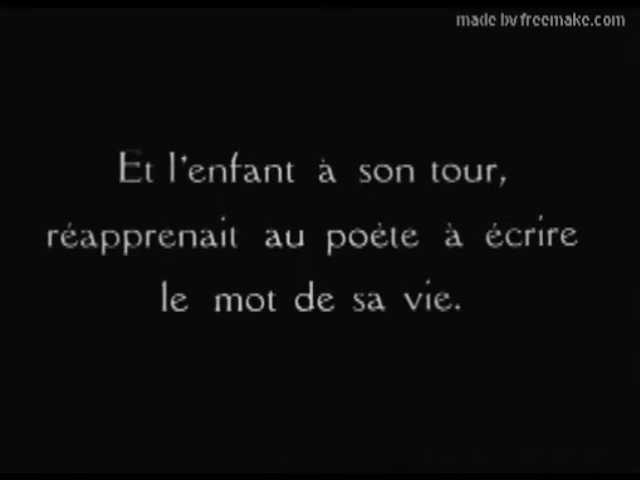 made by freemake.com
Et l'enfant à son tour,
réapprenait au poète à écrire
le mot de sa vie.